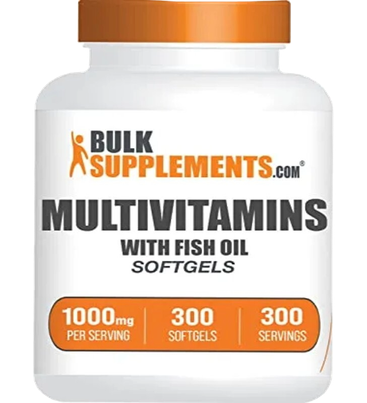 BULK
SUPPLEMENTS.COM®
MULTIVITAMINS
WITH FISH OIL
SOFTGELS
1000mg 300 300
PER SERVING SOFTGELS SERVINGS